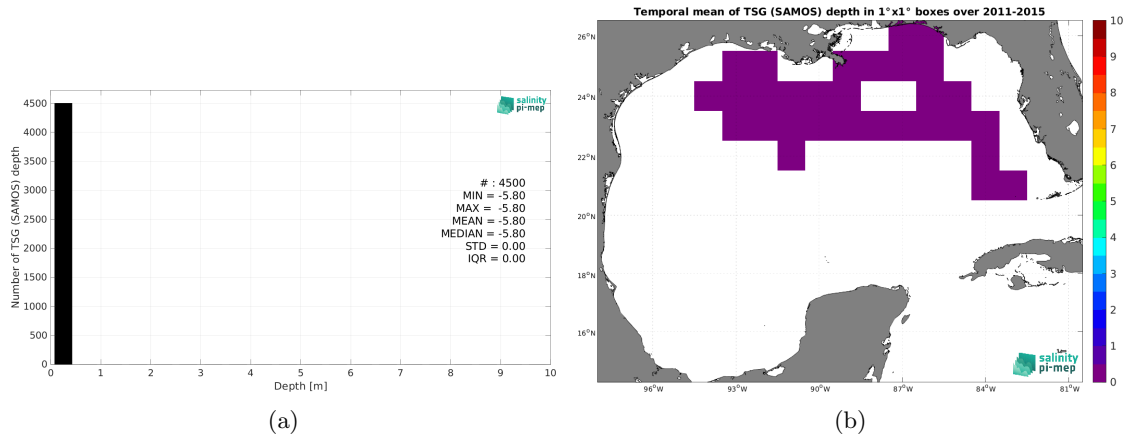 4500
4000
3500
3000
2500
2000
1500
1000
500
0
Number of TSG (SAMOS) depth
salinity
pi-mep
# : 4500
MIN = -5.80
MAX = -5.80
MEAN = -5.80
MEDIAN = -5.80
STD = 0.00
IQR = 0.00
0 1 2 3 4 5 6 7 8 9 10
Depth [m]
(a)
Temporal mean of TSG (SAMOS) depth in 1°x1° boxes over 2011-2015
26°N
24°N
22°N
20°N
18°N
16°N
96°W 93°W 90°W 87°W 84°W 81°W
salinity
pi-mep
10
9
8
7
6
5
4
3
2
1
0
(b)